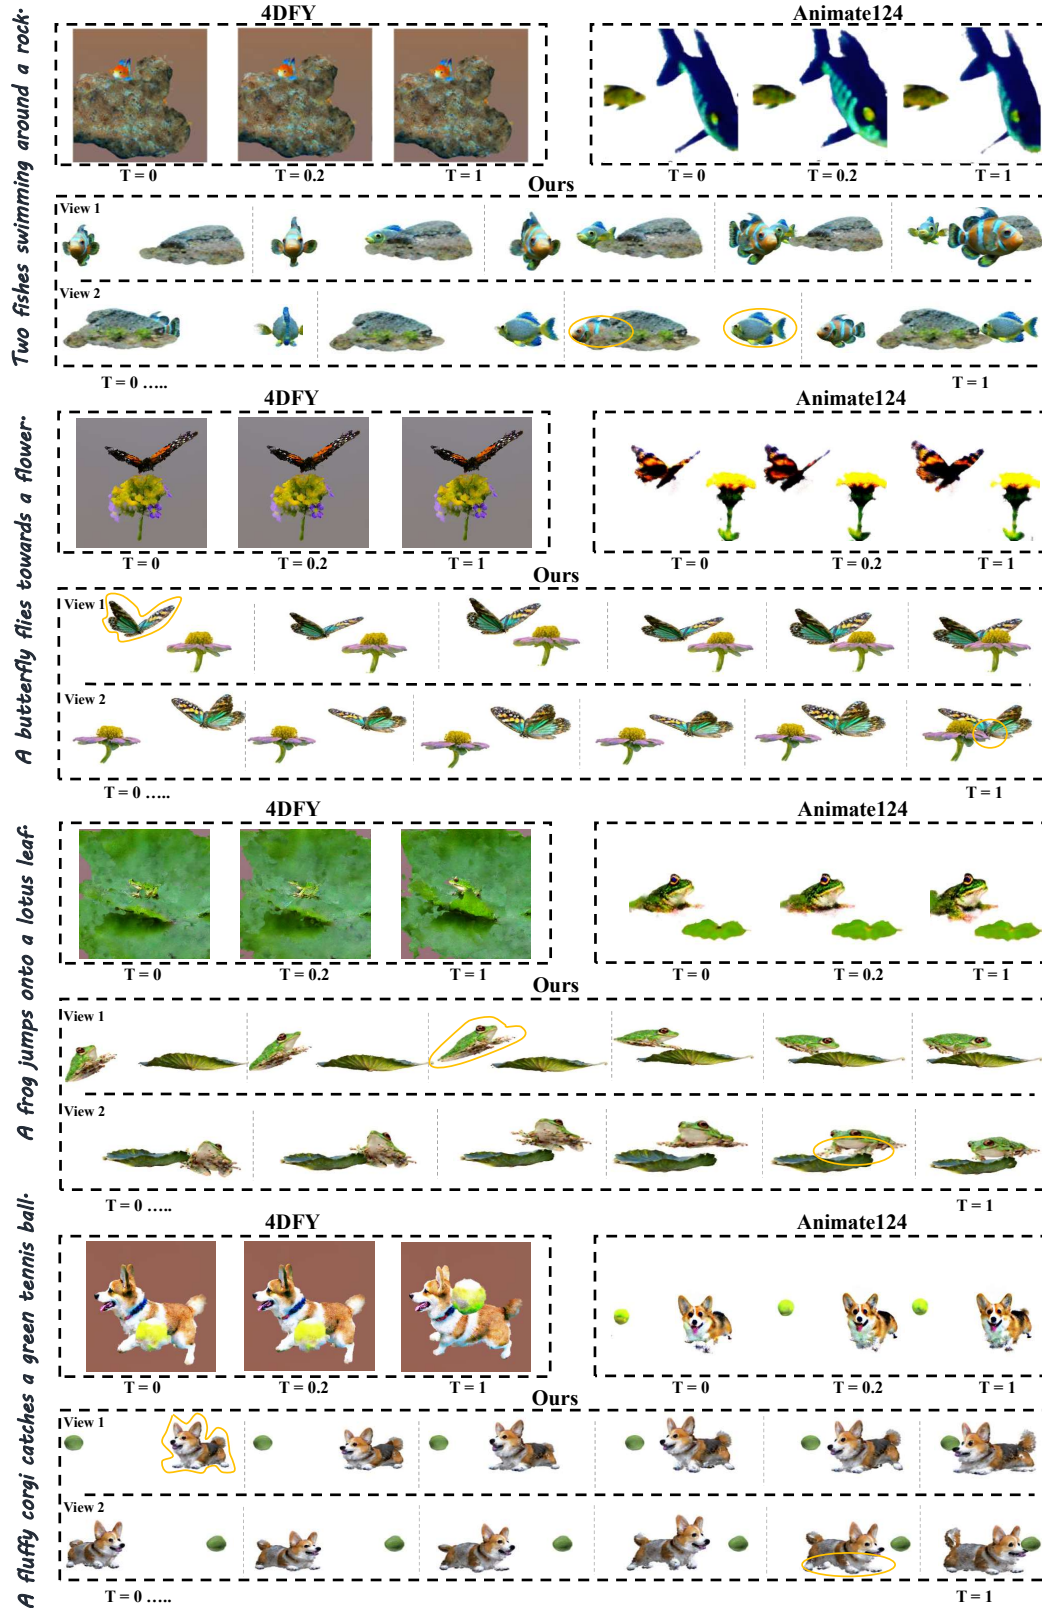 Two fishes swimming around a rock.
4DFY
Animate124
T = 0
T = 0.2
T = 1
T = 0
T = 0.2
T = 1
Ours
View 1
View 2
T = 0 .....
T = 1
A butterfly flies towards a flower.
4DFY
Animate124
T = 0
T = 0.2
T = 1
T = 0
T = 0.2
T = 1
Ours
View 1
View 2
T = 0 .....
T = 1
A frog jumps onto a lotus leaf.
4DFY
Animate124
T = 0
T = 0.2
T = 1
T = 0
T = 0.2
T = 1
Ours
View 1
View 2
T = 0 .....
T = 1
A fluffy corgi catches a green tennis ball.
4DFY
Animate124
T = 0
T = 0.2
T = 1
T = 0
T = 0.2
T = 1
Ours
View 1
View 2
T = 0 .....
T = 1